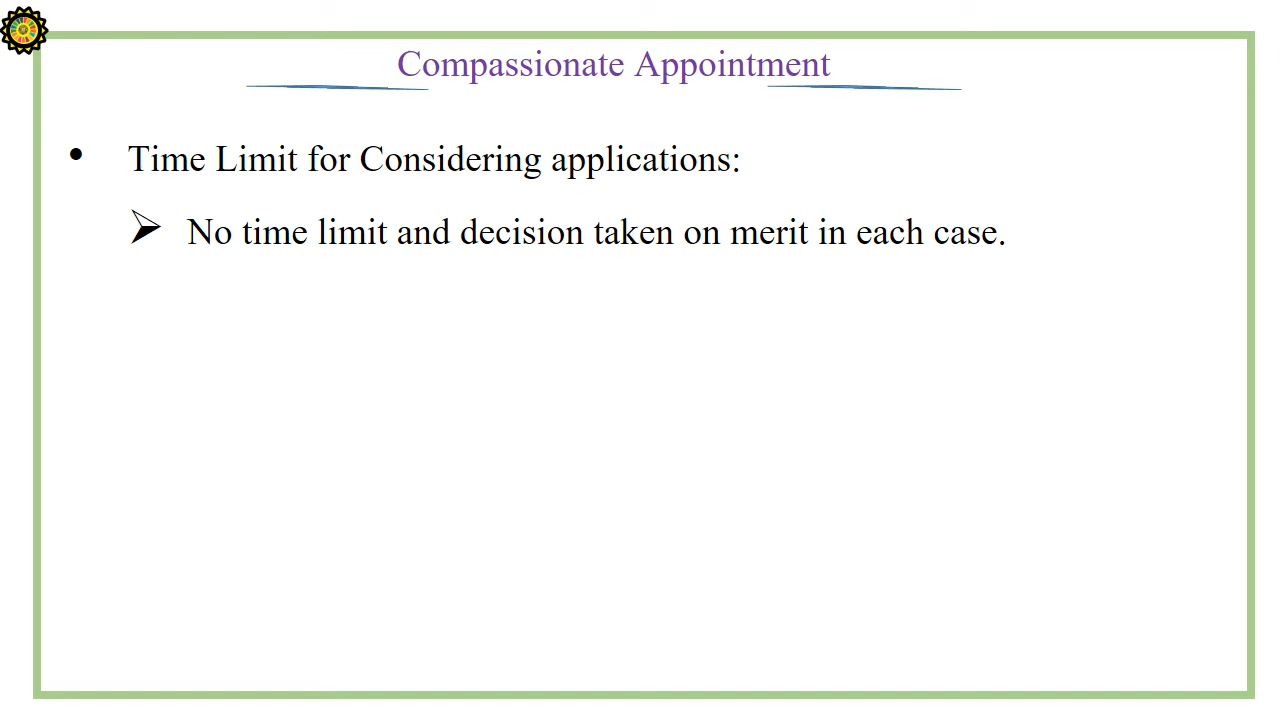 Compassionate Appointment
• Time Limit for Considering applications:
➢ No time limit and decision taken on merit in each case.